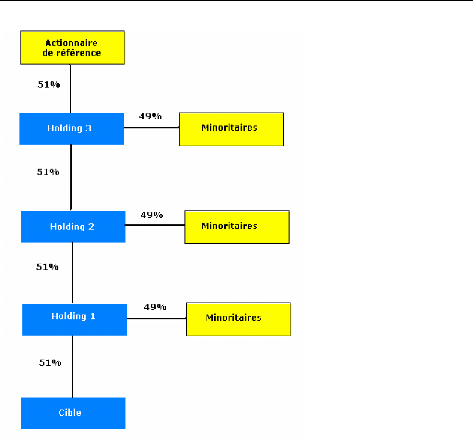 Actionnaire
de référence
51%
Holding 3
49%
Minoritaires
51%
Holding 2
49%
Minoritaires
51%
Holding 1
49%
Minoritaires
51%
Cible